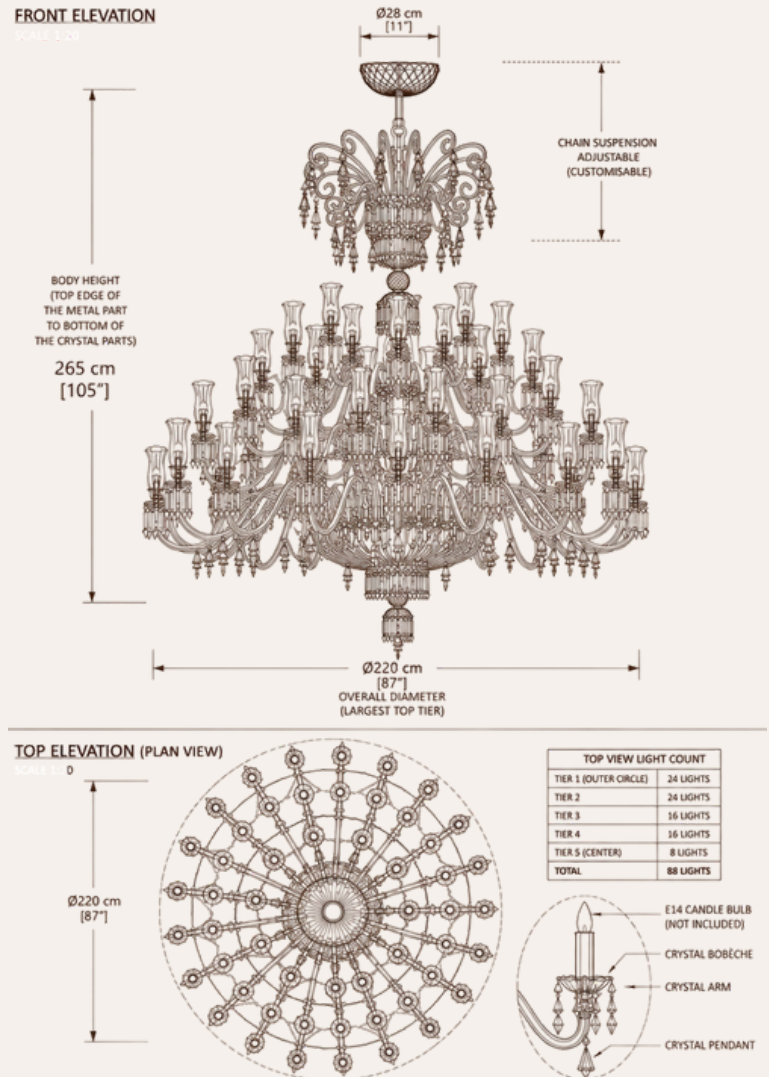 FRONT ELEVATION
SCALE 1:20
Ø28 cm
[11"]
CHAIN SUSPENSION
ADJUSTABLE
(CUSTOMISABLE)
BODY HEIGHT
(TOP EDGE OF
THE METAL PART
TO BOTTOM OF
THE CRYSTAL PARTS)
265 cm
[105"]
Ø220 cm
[87"]
OVERALL DIAMETER
(LARGEST TOP TIER)
TOP ELEVATION (PLAN VIEW)
SCALE
Ø220 cm
[87"]
TOP VIEW LIGHT COUNT
TIER 1 (OUTER CIRCLE) 24 LIGHTS
TIER 2 24 LIGHTS
TIER 3 16 LIGHTS
TIER 4 16 LIGHTS
TIER 5 (CENTER) 8 LIGHTS
TOTAL 88 LIGHTS
E14 CANDLE BULB
(NOT INCLUDED)
CRYSTAL BOBÈCHE
CRYSTAL ARM
CRYSTAL PENDANT